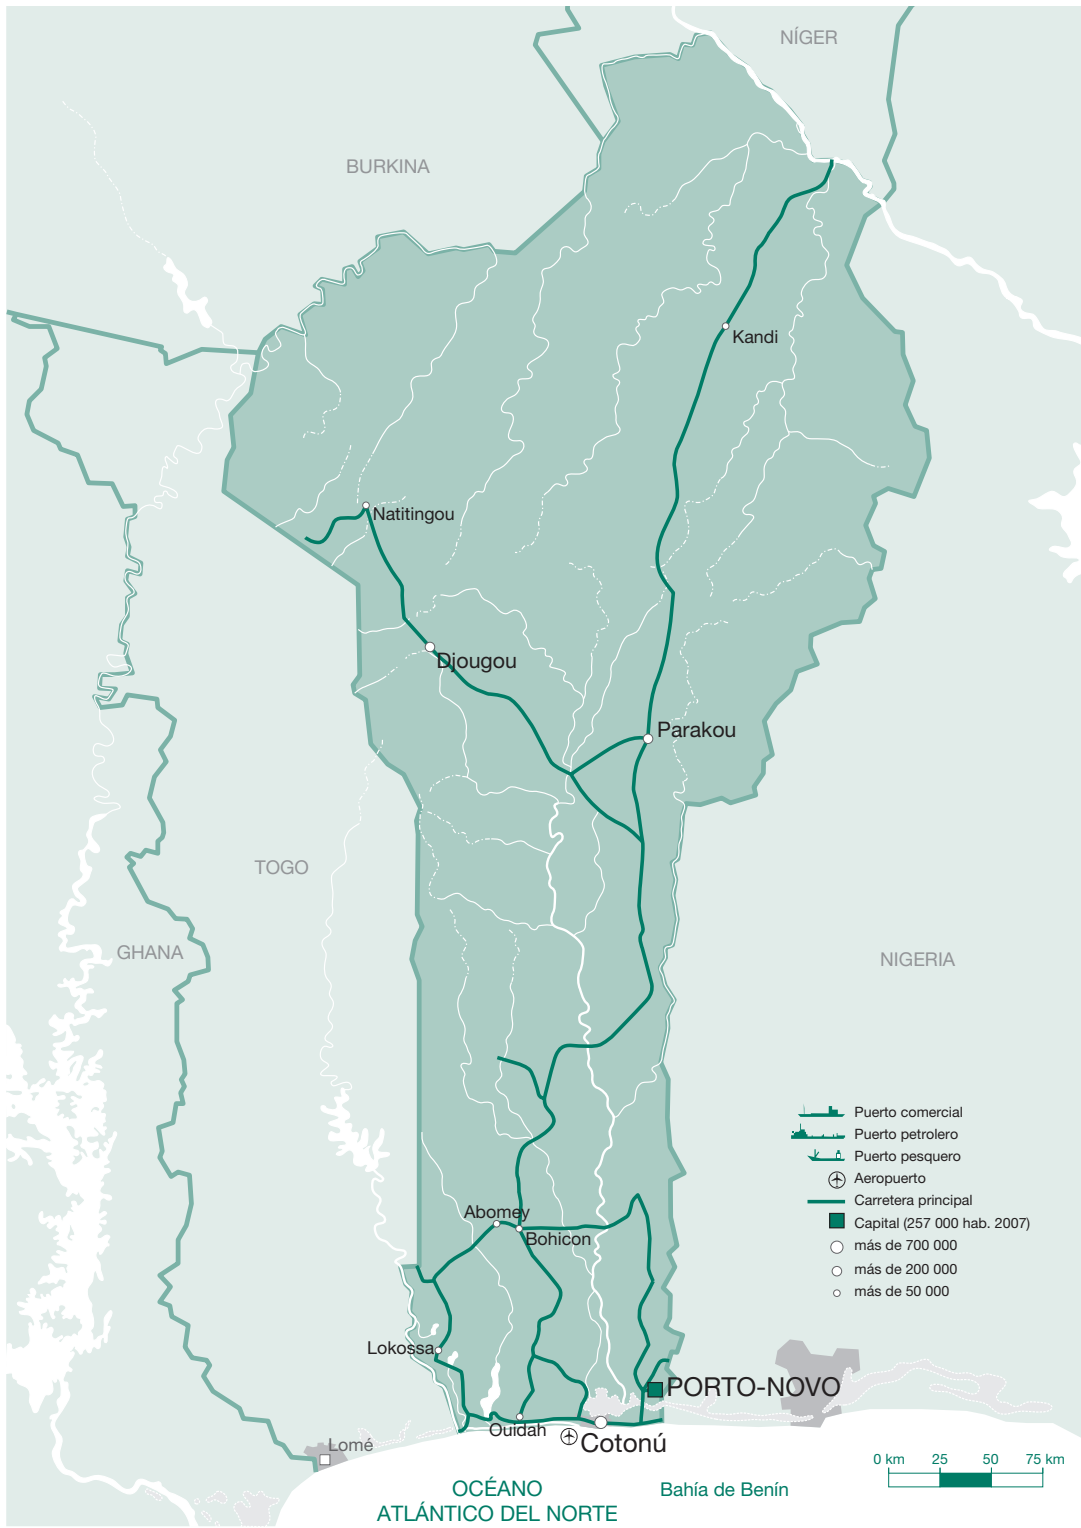 NÍGER
BURKINA
Kandi
Natitingou
Djougou
Parakou
TOGO
GHANA
NIGERIA
Puerto comercial
Puerto petrolero
Puerto pesquero
Aeropuerto
Carretera principal
Capital (257 000 hab. 2007)
más de 700 000
más de 200 000
más de 50 000
Abomey
Bohicon
Lokossa
PORTO-NOVO
Ouidah
Cotonú
Lomé
0 km 25 50 75 km
OCÉANO
ATLÁNTICO DEL NORTE
Bahía de Benín